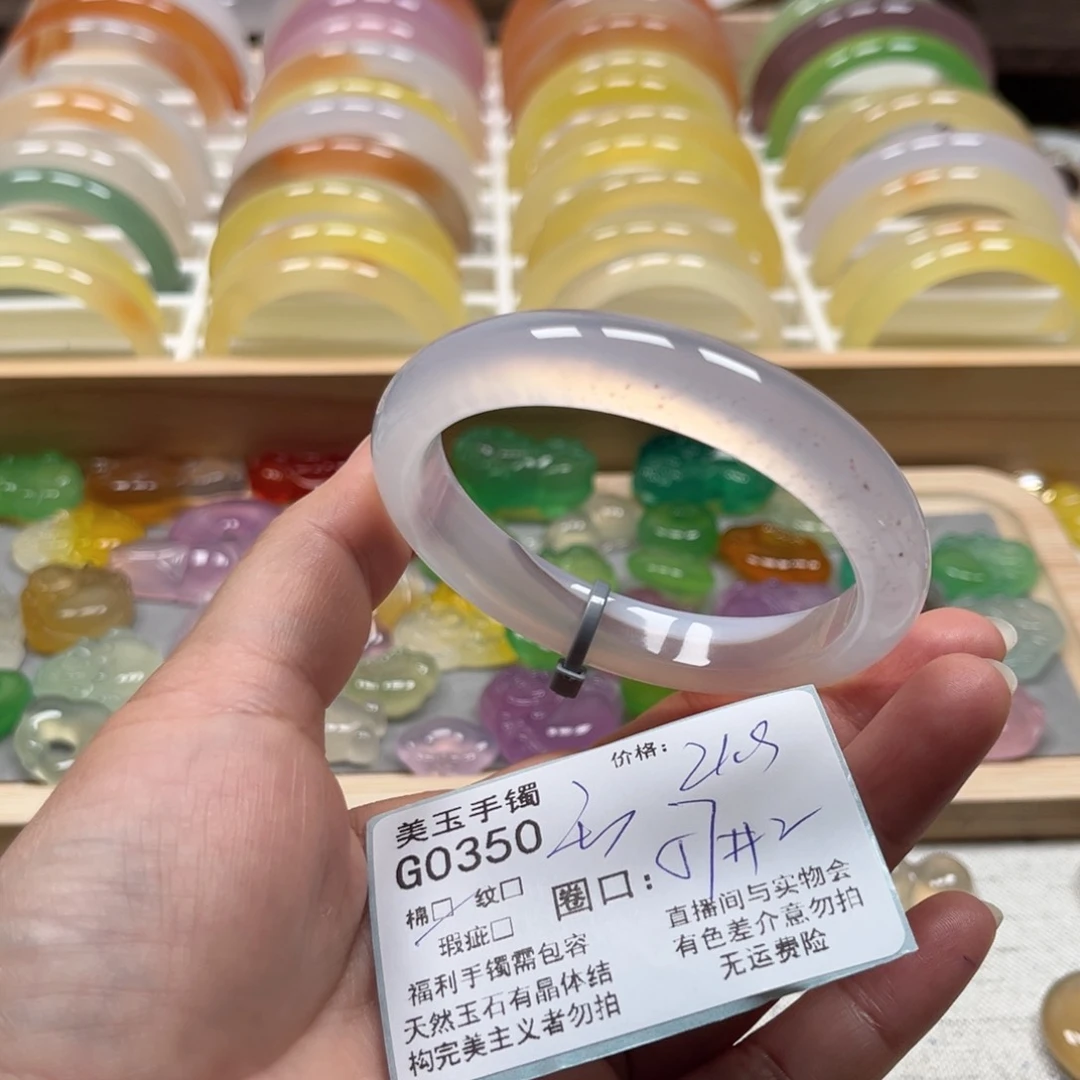 价格：
美玉手镯
G0350
棉□ 纹□
圈口：
瑕疵□
福利手镯需包容
天然玉石有晶体结
构完美主义者勿拍
直播间与实物会
有色差介意勿拍
无运费险